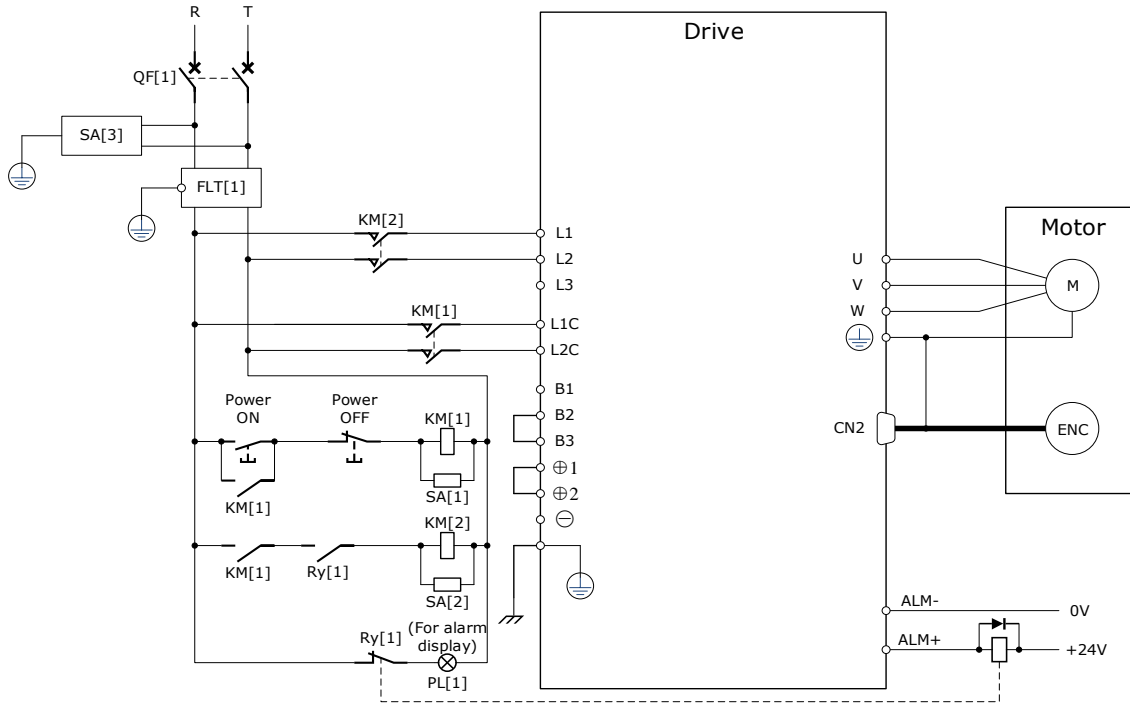 R T
Drive
QF[1]
SA[3]
FLT[1]
KM[2]
L1
L2
L3
KM[1]
L1C
L2C
B1
B2
B3
⊕1
⊕2
⊖
Power
ON
Power
OFF
KM[1]
SA[1]
KM[1]
KM[2]
KM[1]
Ry[1]
SA[2]
Ry[1]
(For alarm
display)
PL[1]
U
V
W
CN2
Motor
M
ENC
ALM-
0V
ALM+
+24V